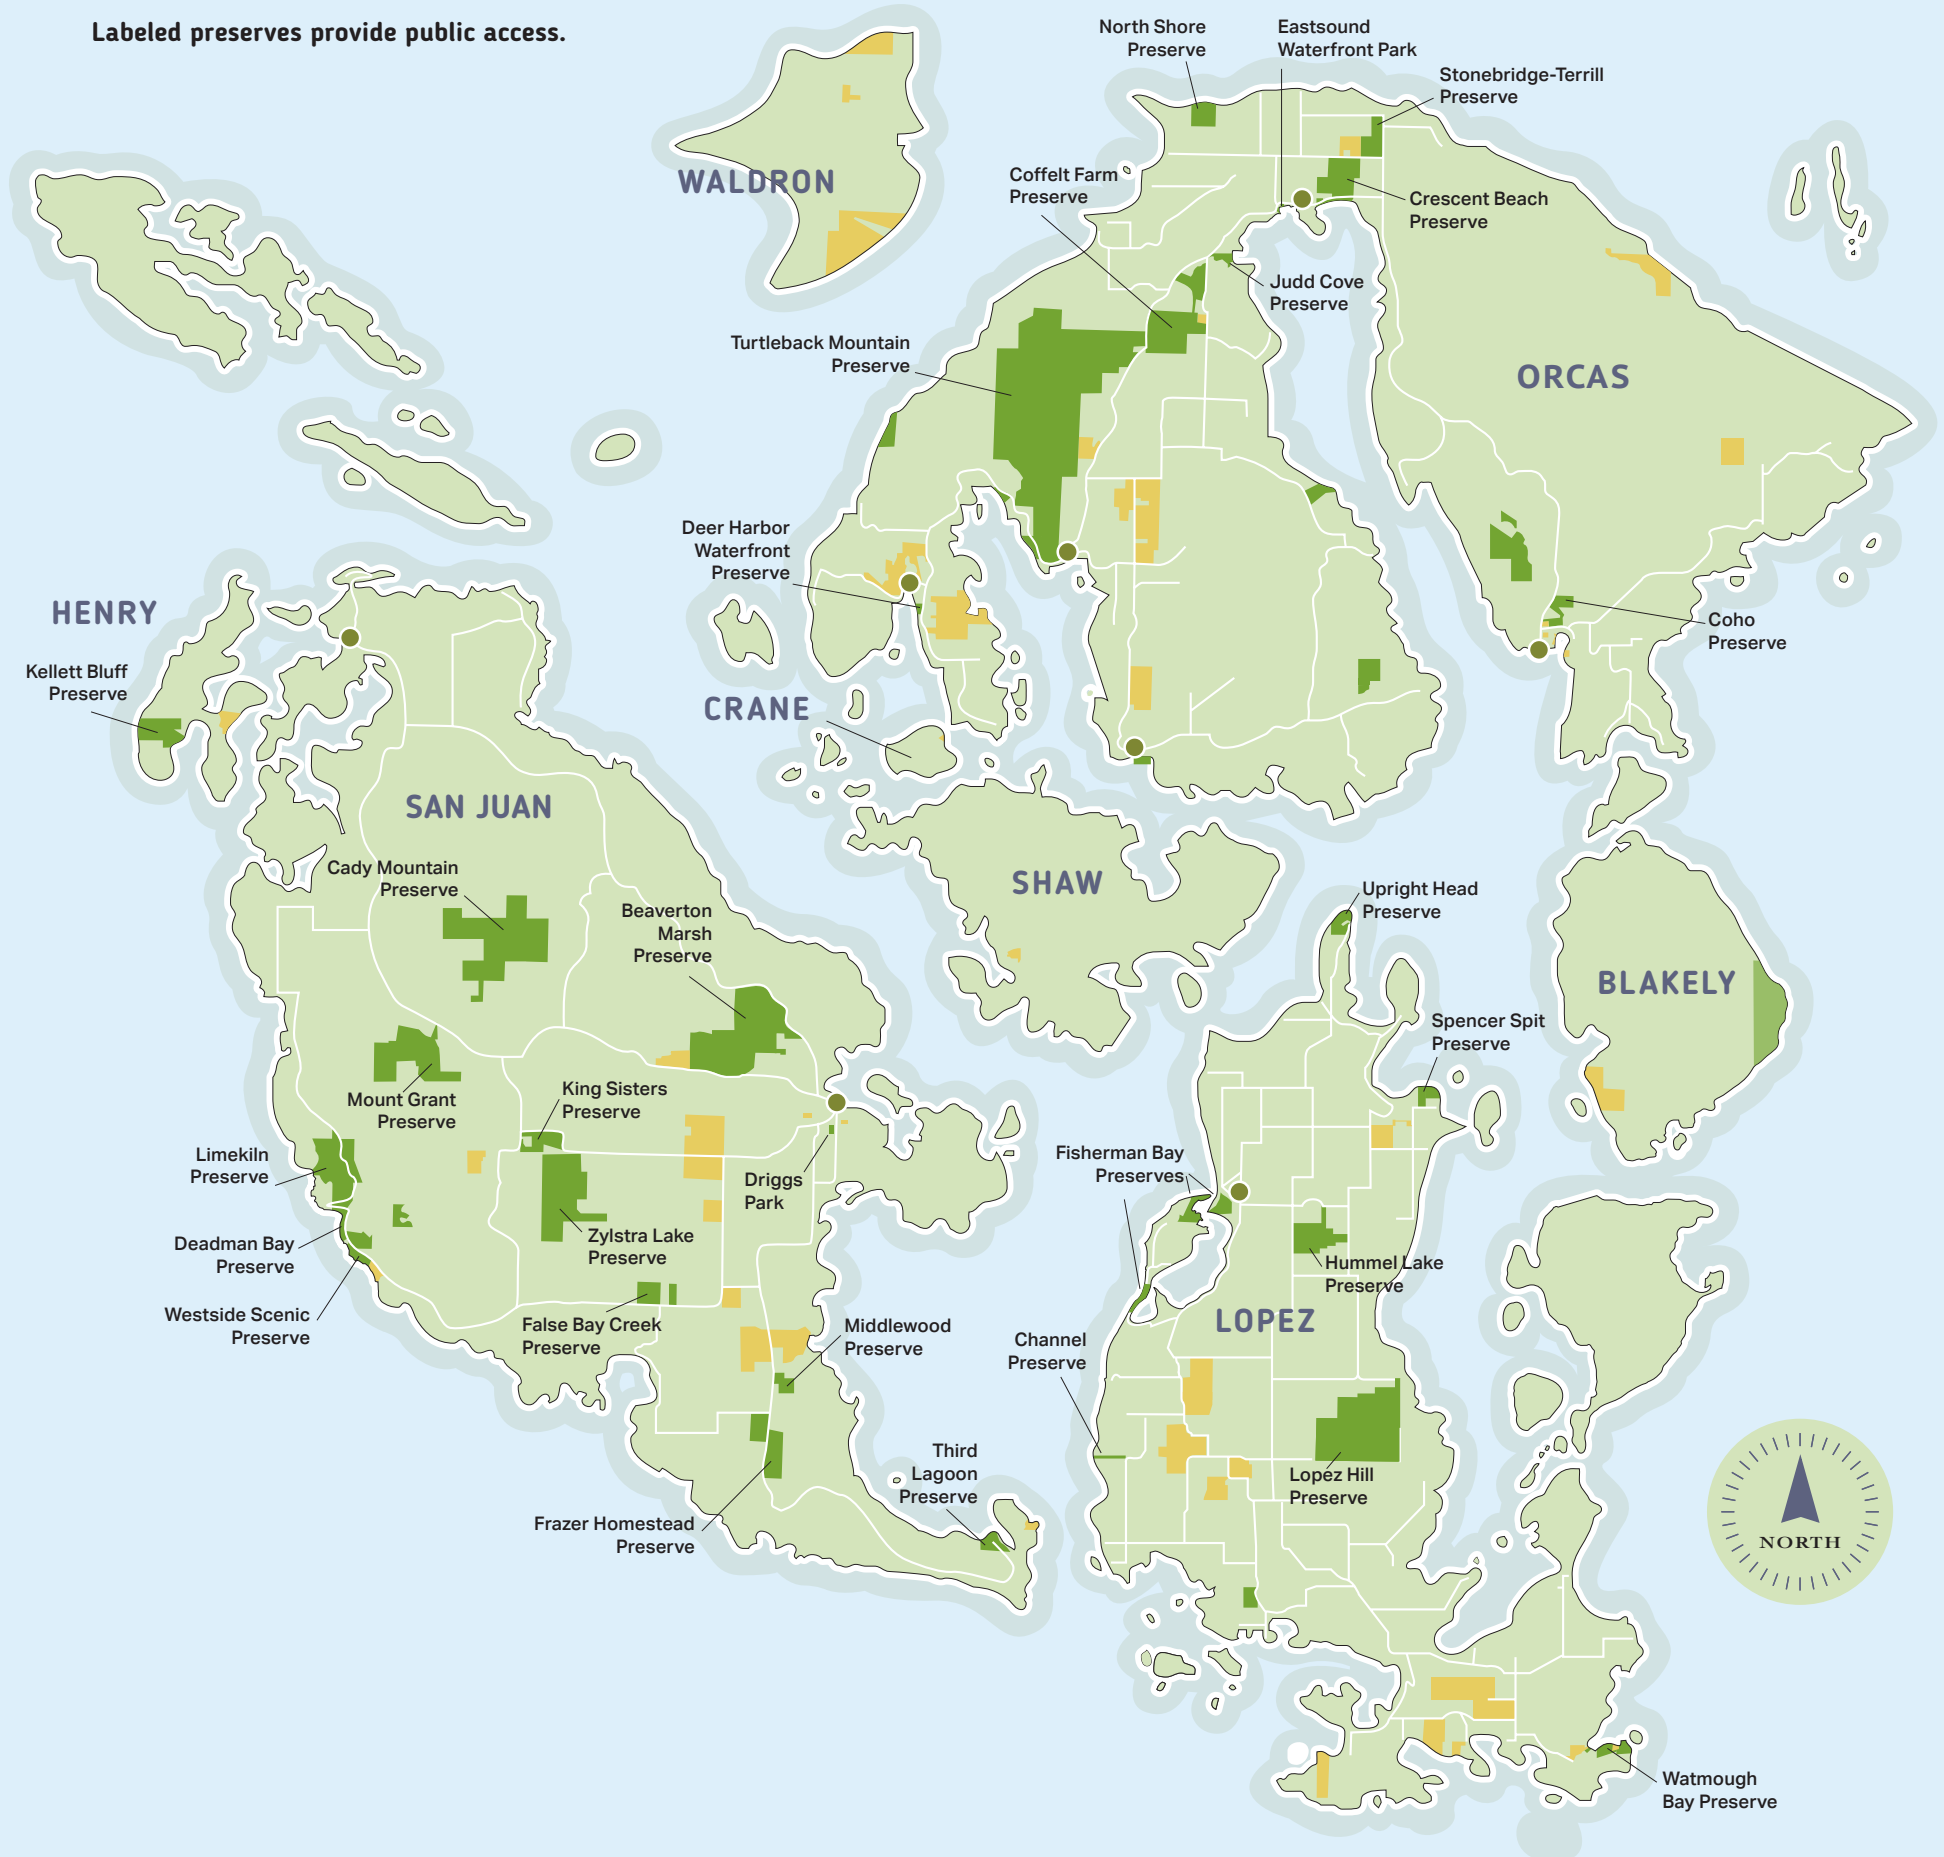 Labeled preserves provide public access.
North Shore
Preserve
Eastsound
Waterfront Park
Stonebridge-Terrill
Preserve
WALDRON
Coffelt Farm
Preserve
Crescent Beach
Preserve
Judd Cove
Preserve
Turtleback Mountain
Preserve
ORCAS
Deer Harbor
Waterfront
Preserve
HENRY
Kellett Bluff
Preserve
Coho
Preserve
CRANE
SAN JUAN
Cady Mountain
Preserve
SHAW
Upright Head
Preserve
Beaverton
Marsh
Preserve
BLAKELY
Spencer Spit
Preserve
Mount Grant
Preserve
King Sisters
Preserve
Limekiln
Preserve
Fisherman Bay
Preserves
Driggs
Park
Zylstra Lake
Preserve
Deadman Bay
Preserve
Hummel Lake
Preserve
Westside Scenic
Preserve
False Bay Creek
Preserve
Middlewood
Preserve
LOPEZ
Channel
Preserve
Third
Lagoon
Preserve
Lopez Hill
Preserve
Frazer Homestead
Preserve
NORTH
Watmough
Bay Preserve